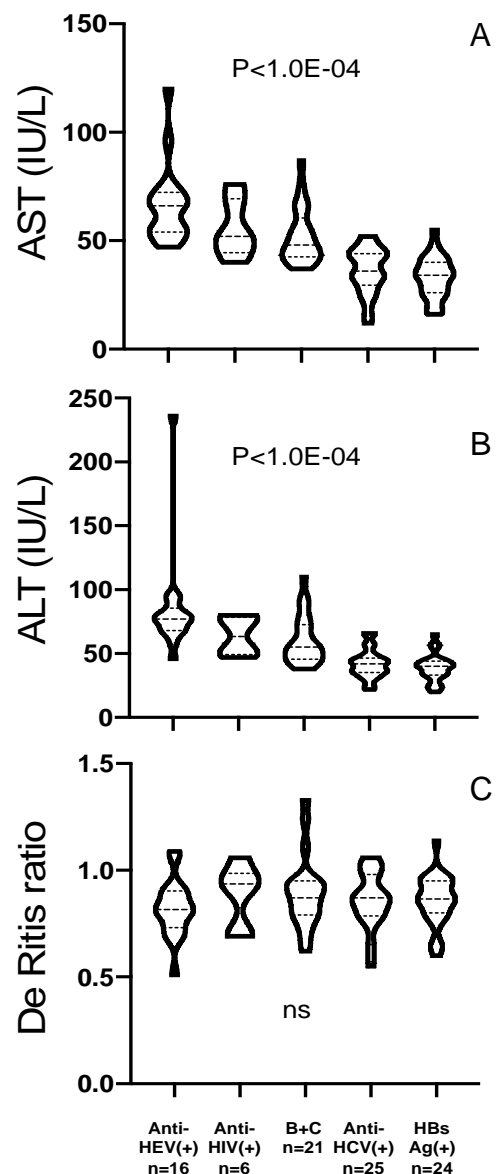 A
P<1.0E-04
AST (IU/L)
150
100
50
0
B
P<1.0E-04
ALT (IU/L)
250
200
150
100
50
0
C
De Ritis ratio
1.5
1.0
0.5
0.0
ns
Anti-
HEV(+)
n=16
Anti-
HIV(+)
n=6
B+C
n=21
Anti-
HCV(+)
n=25
HBs
Ag(+)
n=24